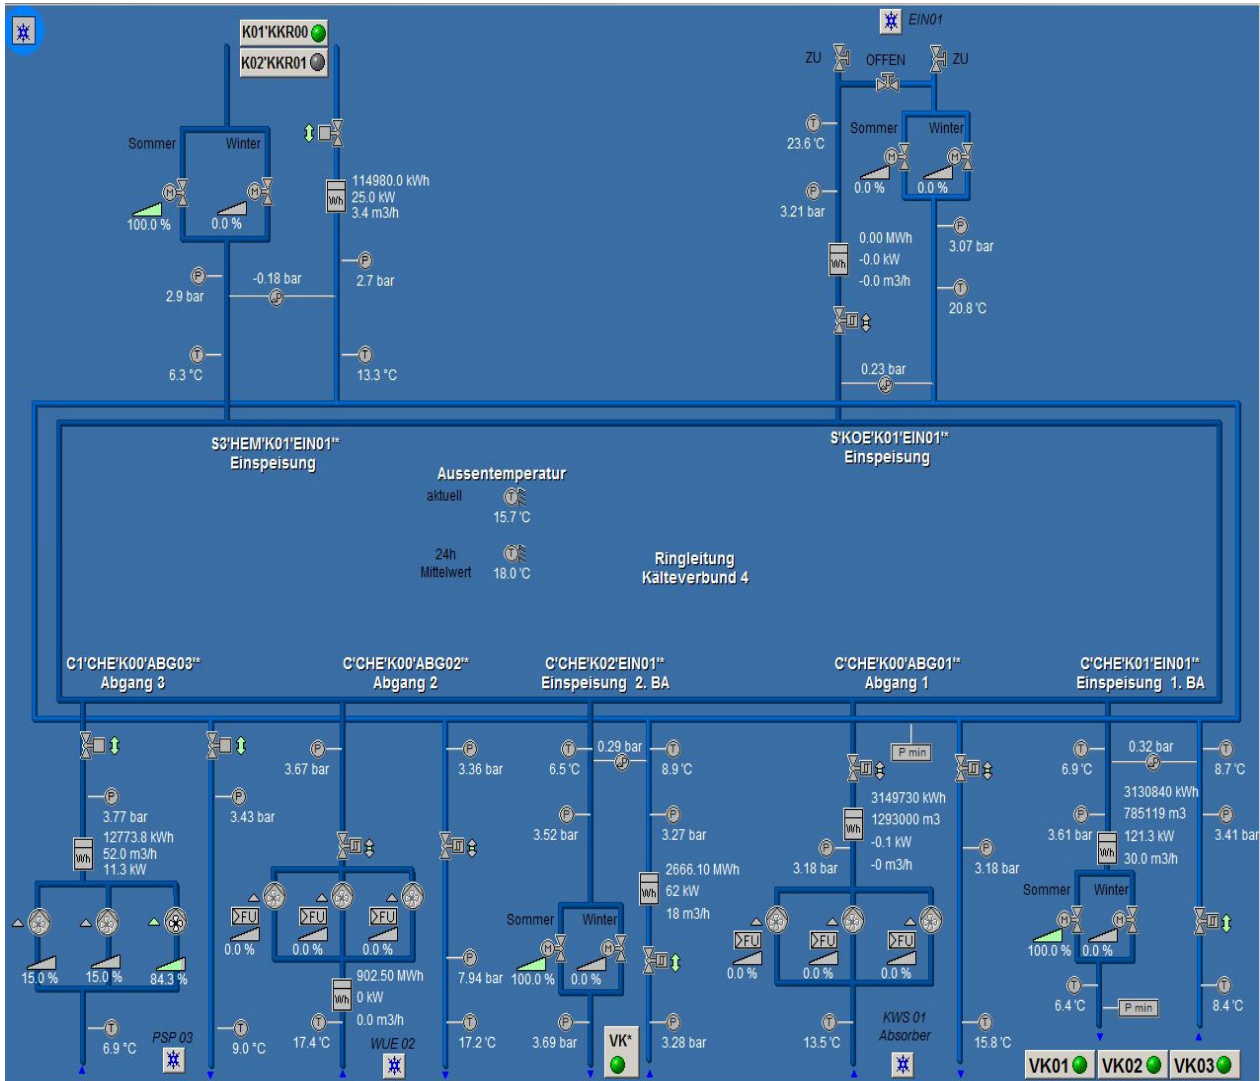 K01'KKR00
K02'KKR01
Sommer
Winter
100.0 %
0.0 %
114980.0 kWh
25.0 kW
3.4 m3/h
2.9 bar
-0.18 bar
2.7 bar
6.3 °C
13.3 °C
EIN01
ZU
OFFEN
ZU
23.6 °C
Sommer
Winter
0.0 %
0.0 %
3.21 bar
3.07 bar
0.00 MWh
-0.0 kW
-0.0 m3/h
20.8 °C
0.23 bar
S3'HEM'K01'EIN01'*
Einspeisung
S'KOE'K01'EIN01'*
Einspeisung
Aussentemperatur
aktuell
15.7 °C
24h
Mittelwert
18.0 °C
Ringleitung
Kälteverbund 4
C1'CHE'K00'ABG03'*
Abgang 3
C'CHE'K00'ABG02'*
Abgang 2
C'CHE'K02'EIN01'*
Einspeisung 2. BA
C'CHE'K00'ABG01'*
Abgang 1
C'CHE'K01'EIN01'*
Einspeisung 1. BA
3.77 bar
3.43 bar
12773.8 kWh
52.0 m3/h
11.3 kW
Wh
15.0 %
15.0 %
84.3 %
6.9 °C
PSP 03
9.0 °C
3.67 bar
3.36 bar
ΣFU
ΣFU
ΣFU
0.0 %
0.0 %
0.0 %
902.50 MWh
0 kW
0.0 m3/h
Wh
7.94 bar
17.4 °C
WUE 02
17.2 °C
6.5 °C
0.29 bar
8.9 °C
3.52 bar
3.27 bar
2666.10 MWh
62 kW
18 m3/h
Wh
Sommer
Winter
100.0 %
0.0 %
3.69 bar
VK*
3.28 bar
P min
3149730 kWh
1293000 m3
-0.1 kW
-0 m3/h
Wh
3.18 bar
3.18 bar
ΣFU
ΣFU
ΣFU
0.0 %
0.0 %
0.0 %
13.5 °C
KWS 01
Absorber
15.8 °C
6.9 °C
0.32 bar
8.7 °C
3130840 kWh
785119 m3
121.3 kW
30.0 m3/h
Wh
3.61 bar
3.41 bar
Sommer
Winter
100.0 %
0.0 %
6.4 °C
P min
8.4 °C
VK01
VK02
VK03